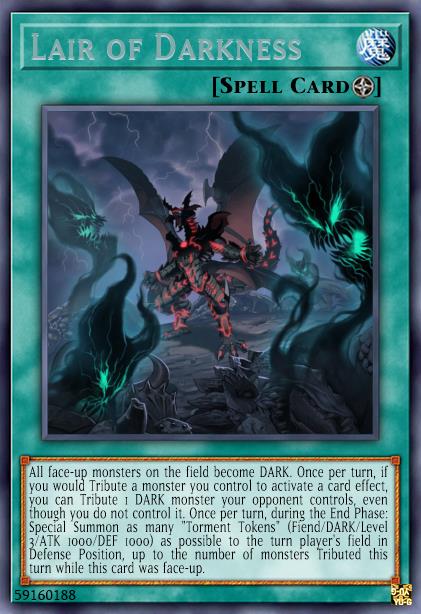 LAIR OF DARKNESS
魔
[SPELL CARD]
All face-up monsters on the field become DARK. Once per turn, if
you would Tribute a monster you control to activate a card effect,
you can Tribute 1 DARK monster your opponent controls, even
though you do not control it. Once per turn, during the End Phase:
Special Summon as many "Torment Tokens" (Fiend/DARK/Level
3/ATK 1000/DEF 1000) as possible to the turn player's field in
Defense Position, up to the number of monsters Tributed this
turn while this card was face-up.
59160188